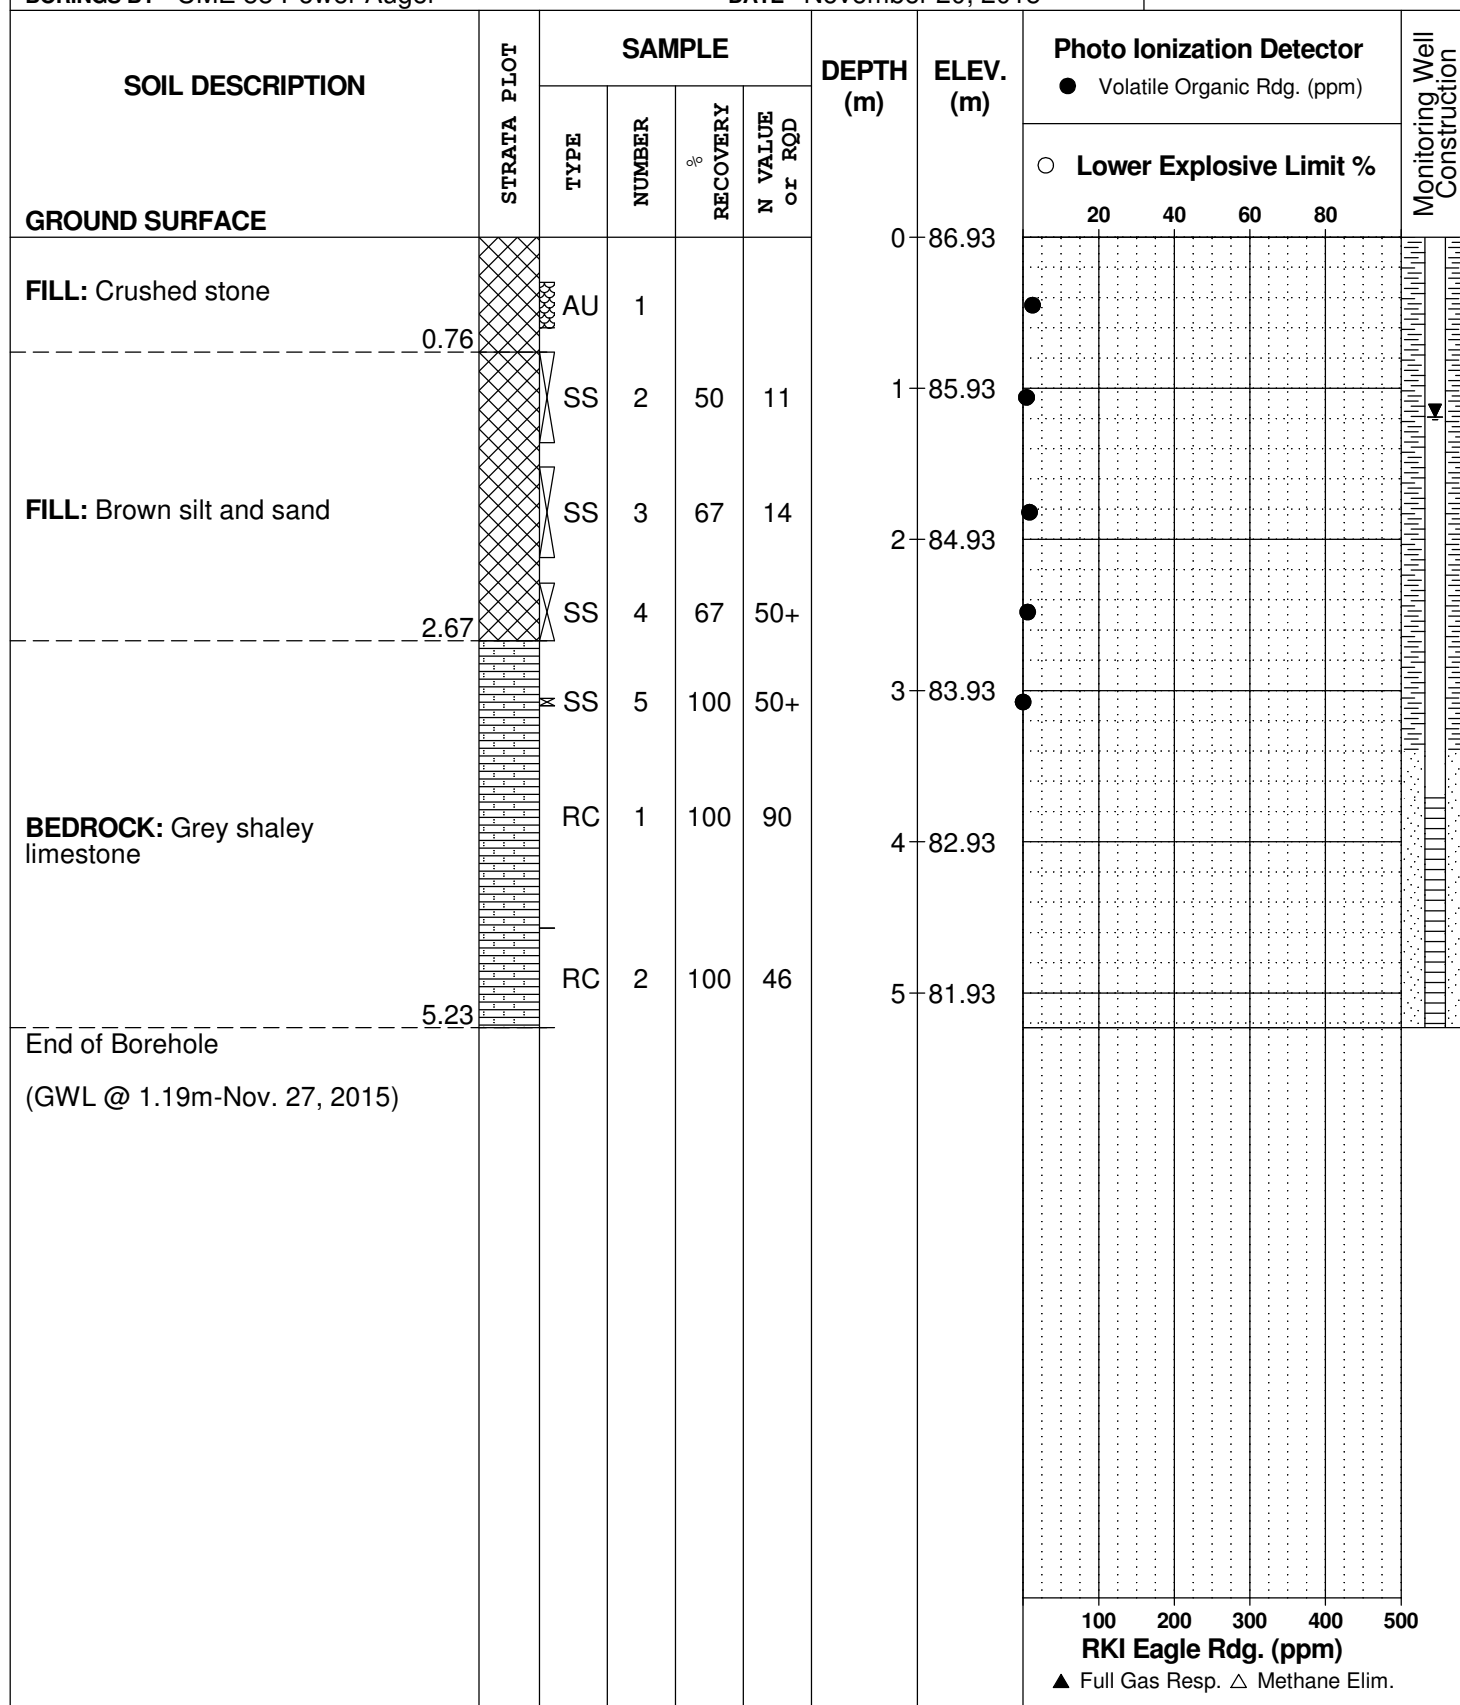 SOIL DESCRIPTION
GROUND SURFACE
STRATA PLOT
SAMPLE
TYPE
NUMBER
%
RECOVERY
N VALUE
or RQD
DEPTH
(m)
ELEV.
(m)
Photo Ionization Detector
● Volatile Organic Rdg. (ppm)
○ Lower Explosive Limit %
20 40 60 80
Monitoring Well
Construction
0 86.93
FILL: Crushed stone
AU 1
0.76
SS 2 50 11
1 85.93
FILL: Brown silt and sand
SS 3 67 14
2 84.93
SS 4 67 50+
2.67
SS 5 100 50+
3 83.93
RC 1 100 90
BEDROCK: Grey shaley
limestone
4 82.93
RC 2 100 46
5 81.93
5.23
End of Borehole
(GWL @ 1.19m-Nov. 27, 2015)
100 200 300 400 500
RKI Eagle Rdg. (ppm)
▲ Full Gas Resp. △ Methane Elim.